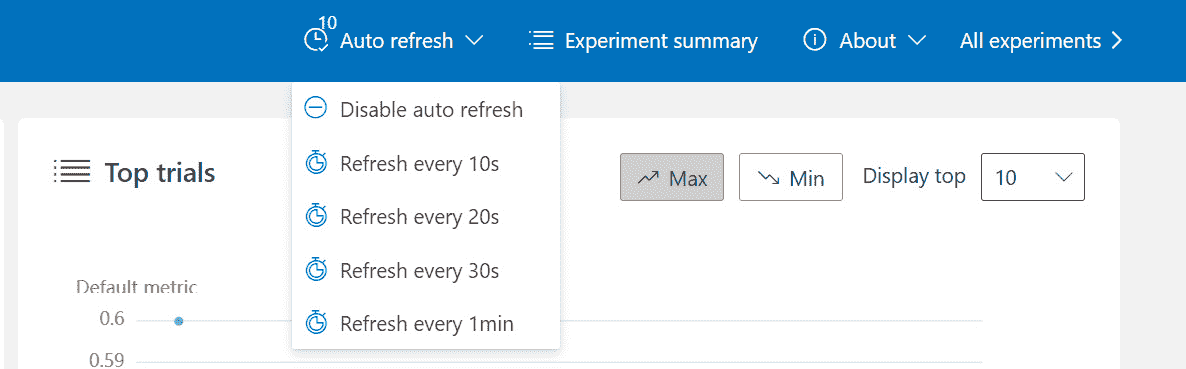 10
Auto refresh
Experiment summary
About
All experiments
Disable auto refresh
Refresh every 10s
Refresh every 20s
Refresh every 30s
Refresh every 1min
Top trials
Max
Min
Display top
10
Default metric
0.6
0.59